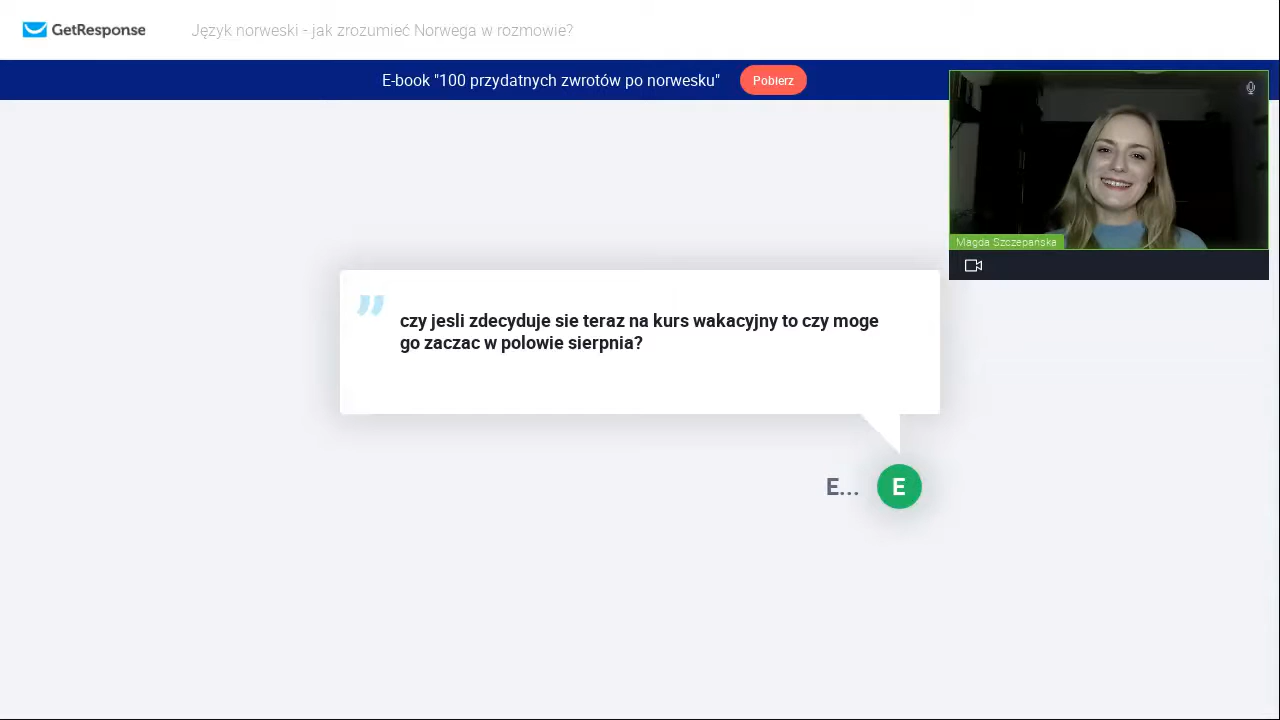 GetResponse
Język norweski - jak zrozumieć Norwega w rozmowie?
E-book "100 przydatnych zwrotów po norwesku"
Pobierz
Magda Szczepańska
czy jesli zdecyduje sie teraz na kurs wakacyjny to czy moge
go zaczac w polowie sierpnia?
E...
E